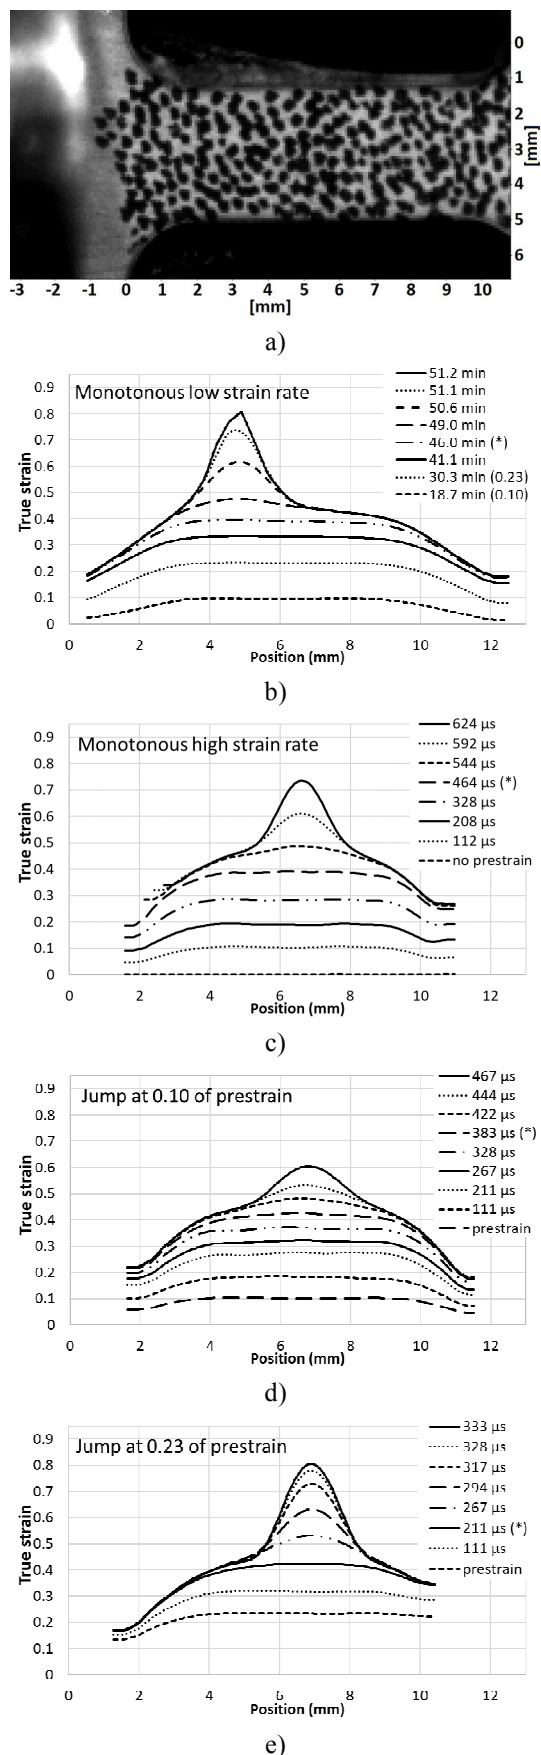 0
1
2
3
4
5
6
[mm]
-3 -2 -1 0 1 2 3 4 5 6 7 8 9 10
[mm]
a)
Monotonous low strain rate
51.2 min
51.1 min
50.6 min
49.0 min
46.0 min (*)
41.1 min
30.3 min (0.23)
18.7 min (0.10)
True strain
0.9
0.8
0.7
0.6
0.5
0.4
0.3
0.2
0.1
0
0 2 4 6 8 10 12
Position (mm)
b)
Monotonous high strain rate
624 µs
592 µs
544 µs
464 µs (*)
328 µs
208 µs
112 µs
no prestrain
True strain
0.9
0.8
0.7
0.6
0.5
0.4
0.3
0.2
0.1
0
0 2 4 6 8 10 12
Position (mm)
c)
Jump at 0.10 of prestrain
467 µs
444 µs
422 µs
383 µs (*)
328 µs
267 µs
211 µs
111 µs
prestrain
True strain
0.9
0.8
0.7
0.6
0.5
0.4
0.3
0.2
0.1
0
0 2 4 6 8 10 12
Position (mm)
d)
Jump at 0.23 of prestrain
333 µs
328 µs
317 µs
294 µs
267 µs
211 µs (*)
111 µs
prestrain
True strain
0.9
0.8
0.7
0.6
0.5
0.4
0.3
0.2
0.1
0
0 2 4 6 8 10 12
Position (mm)
e)